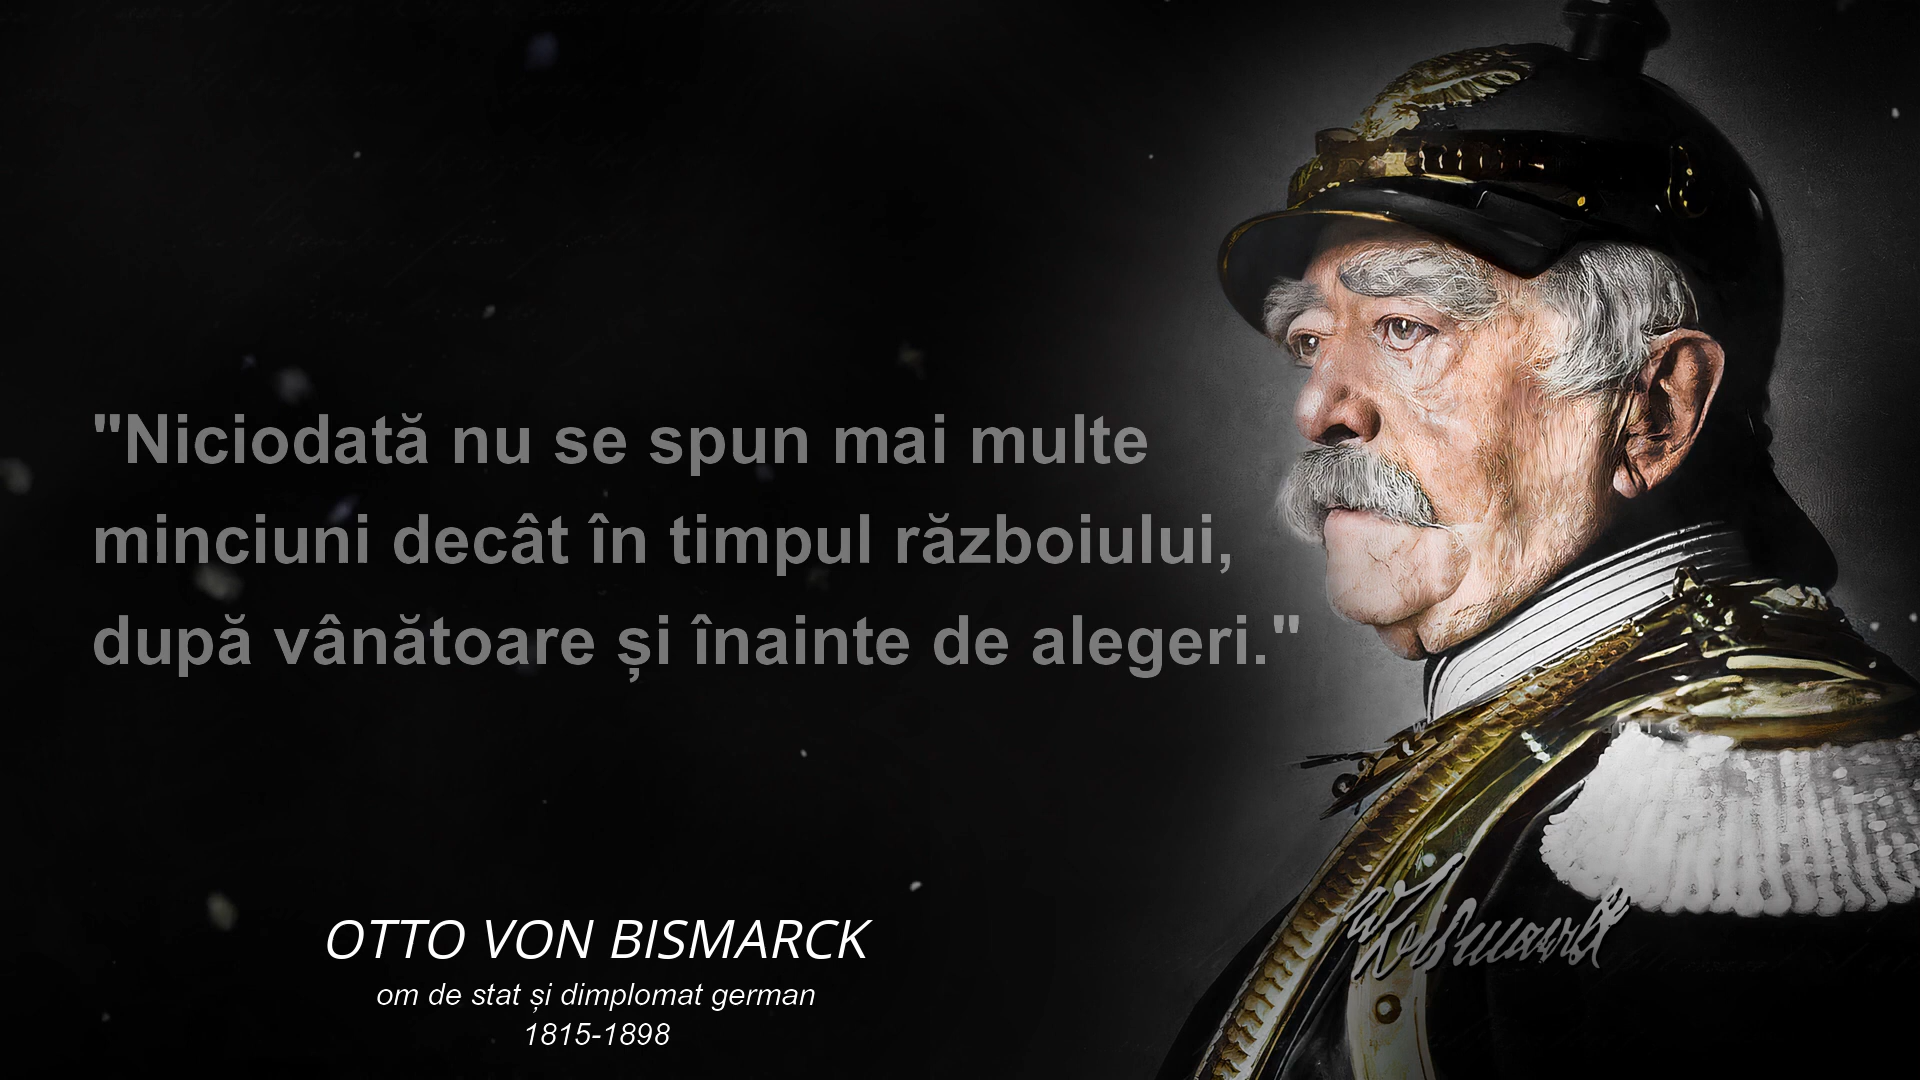 "Niciodată nu se spun mai multe
minciuni decât în timpul războiului,
după vânătoare și înainte de alegeri."
OTTO VON BISMARCK
om de stat și dimplomat german
1815-1898
v Bismarck